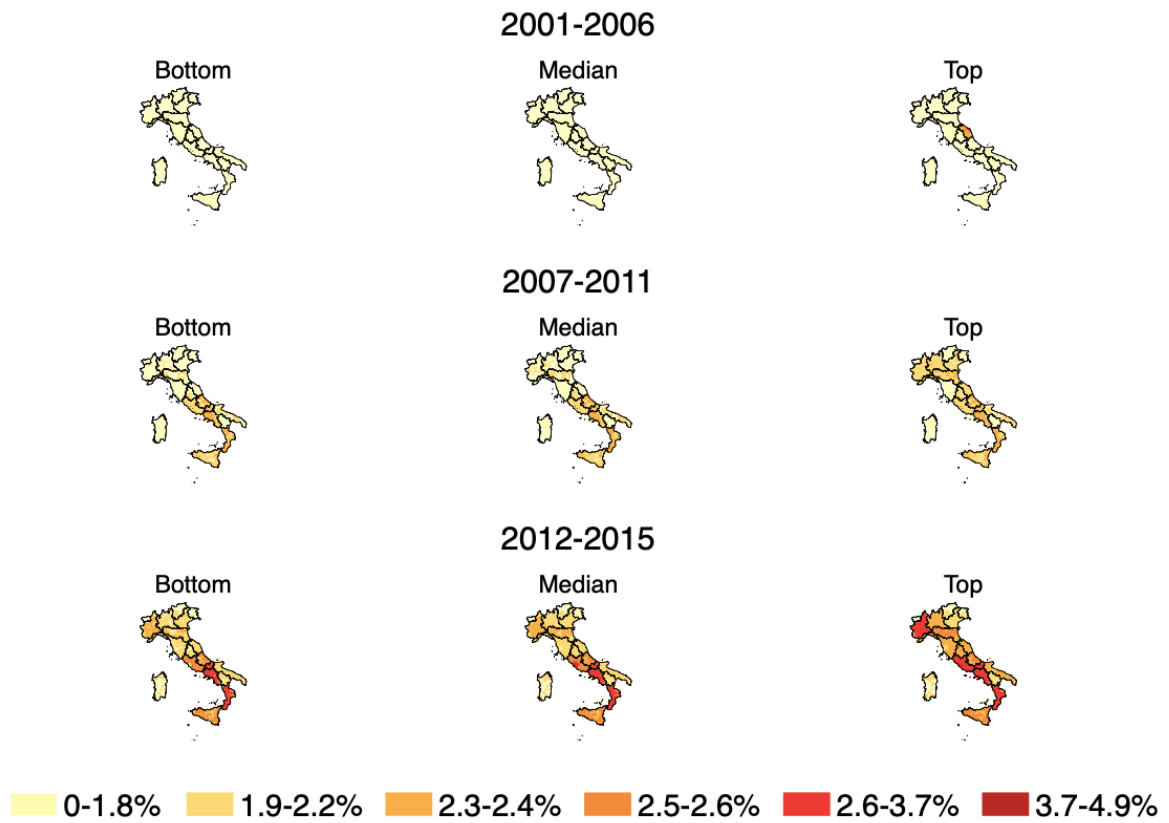 2001-2006
Bottom Median Top
2007-2011
Bottom Median Top
2012-2015
Bottom Median Top
0-1.8% 1.9-2.2% 2.3-2.4% 2.5-2.6% 2.6-3.7% 3.7-4.9%